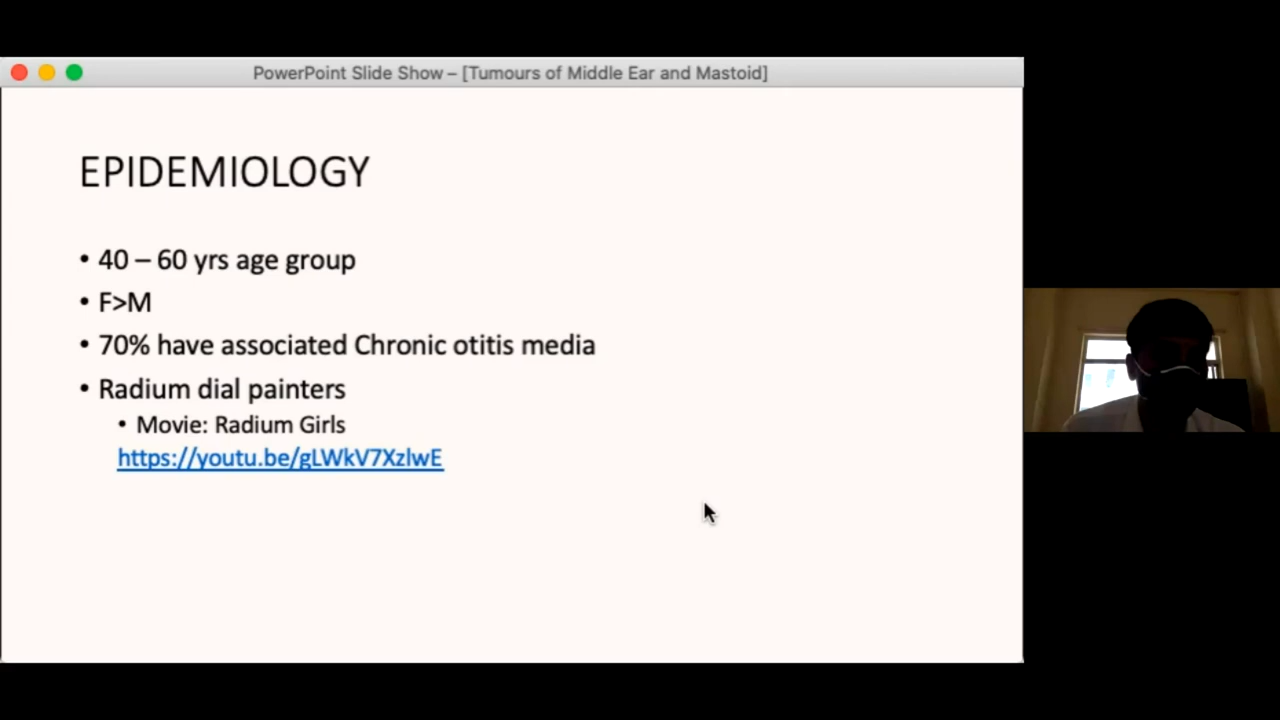 PowerPoint Slide Show – [Tumours of Middle Ear and Mastoid]
EPIDEMIOLOGY
• 40 – 60 yrs age group
• F>M
• 70% have associated Chronic otitis media
• Radium dial painters
• Movie: Radium Girls
https://youtu.be/gLWkV7XzlwE